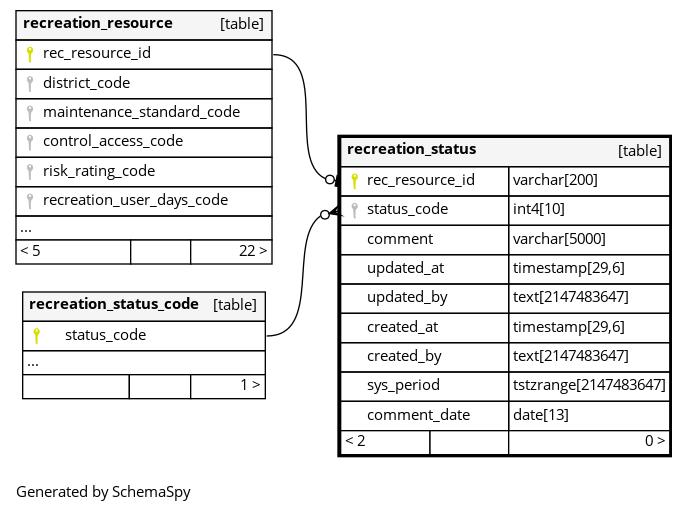 recreation_resource [table]
rec_resource_id
district_code
maintenance_standard_code
control_access_code
risk_rating_code
recreation_user_days_code
...
< 5 22 >
recreation_status_code [table]
status_code
...
1 >
recreation_status [table]
rec_resource_id varchar[200]
status_code int4[10]
comment varchar[5000]
updated_at timestamp[29,6]
updated_by text[2147483647]
created_at timestamp[29,6]
created_by text[2147483647]
sys_period tstzrange[2147483647]
comment_date date[13]
< 2 0 >
Generated by SchemaSpy